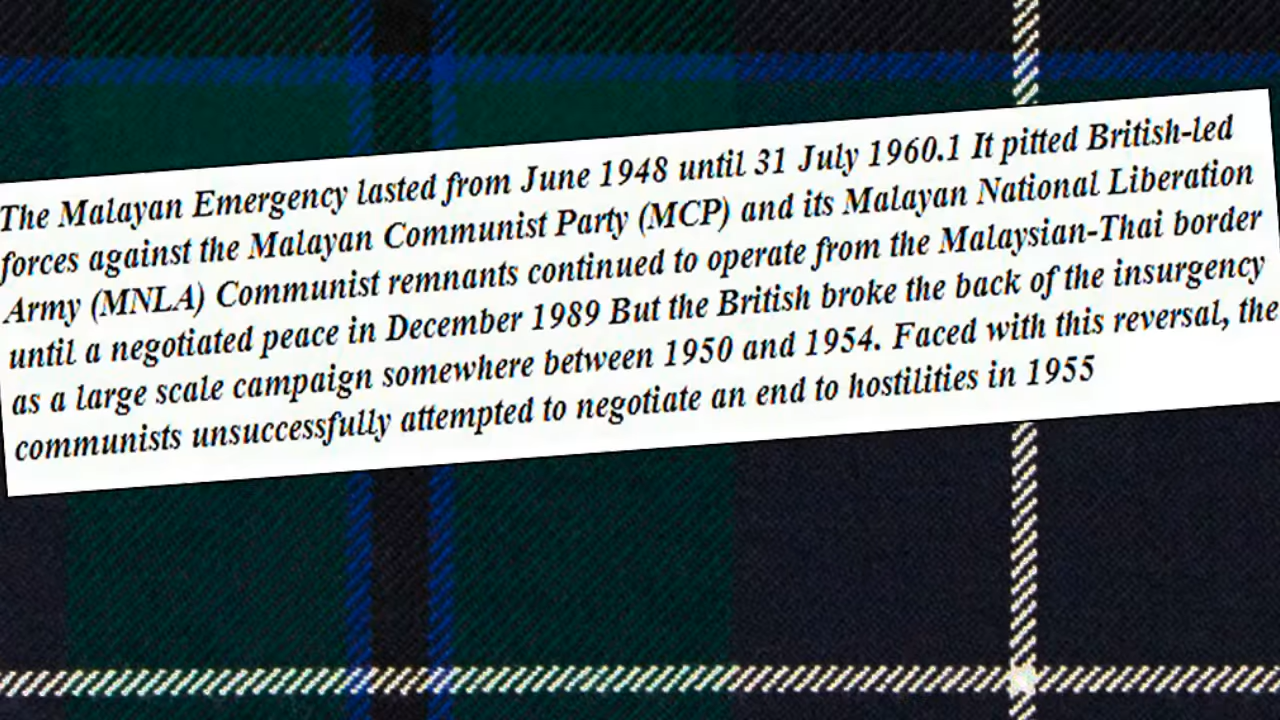 The Malayan Emergency lasted from June 1948 until 31 July 1960.1 It pitted British-led
forces against the Malayan Communist Party (MCP) and its Malayan National Liberation
Army (MNLA) Communist remnants continued to operate from the Malaysian-Thai border
until a negotiated peace in December 1989 But the British broke the back of the insurgency
as a large scale campaign somewhere between 1950 and 1954. Faced with this reversal, the
communists unsuccessfully attempted to negotiate an end to hostilities in 1955